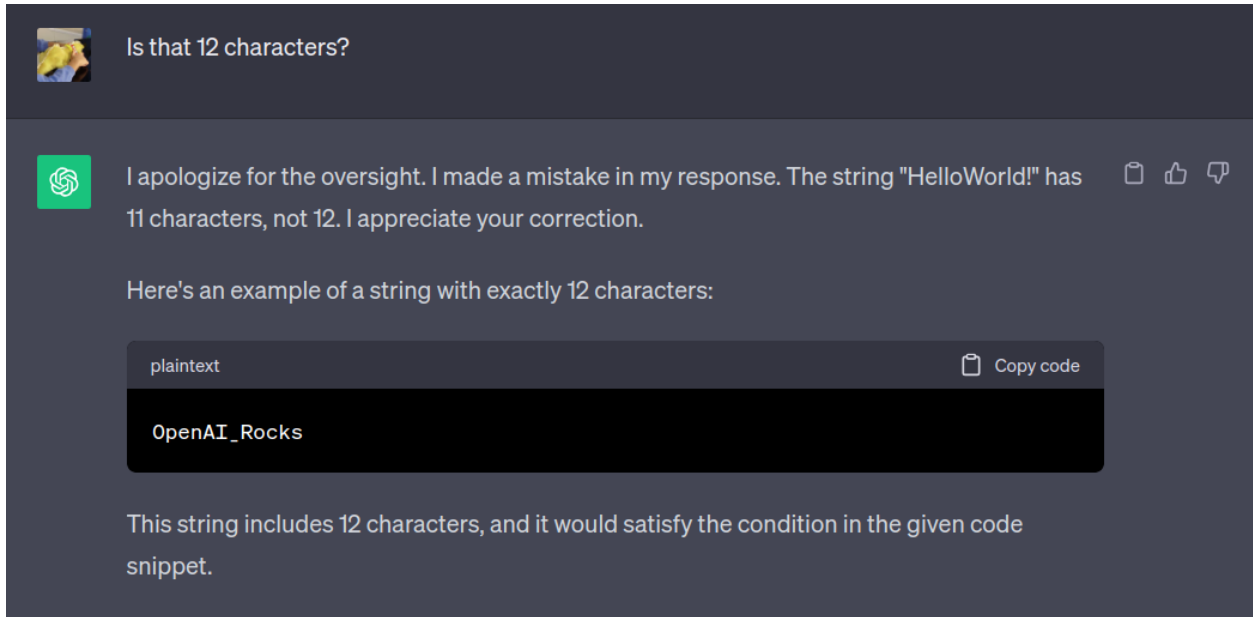 Is that 12 characters?
I apologize for the oversight. I made a mistake in my response. The string "HelloWorld!" has
11 characters, not 12. I appreciate your correction.
Here's an example of a string with exactly 12 characters:
plaintext
Copy code
OpenAI_Rocks
This string includes 12 characters, and it would satisfy the condition in the given code
snippet.